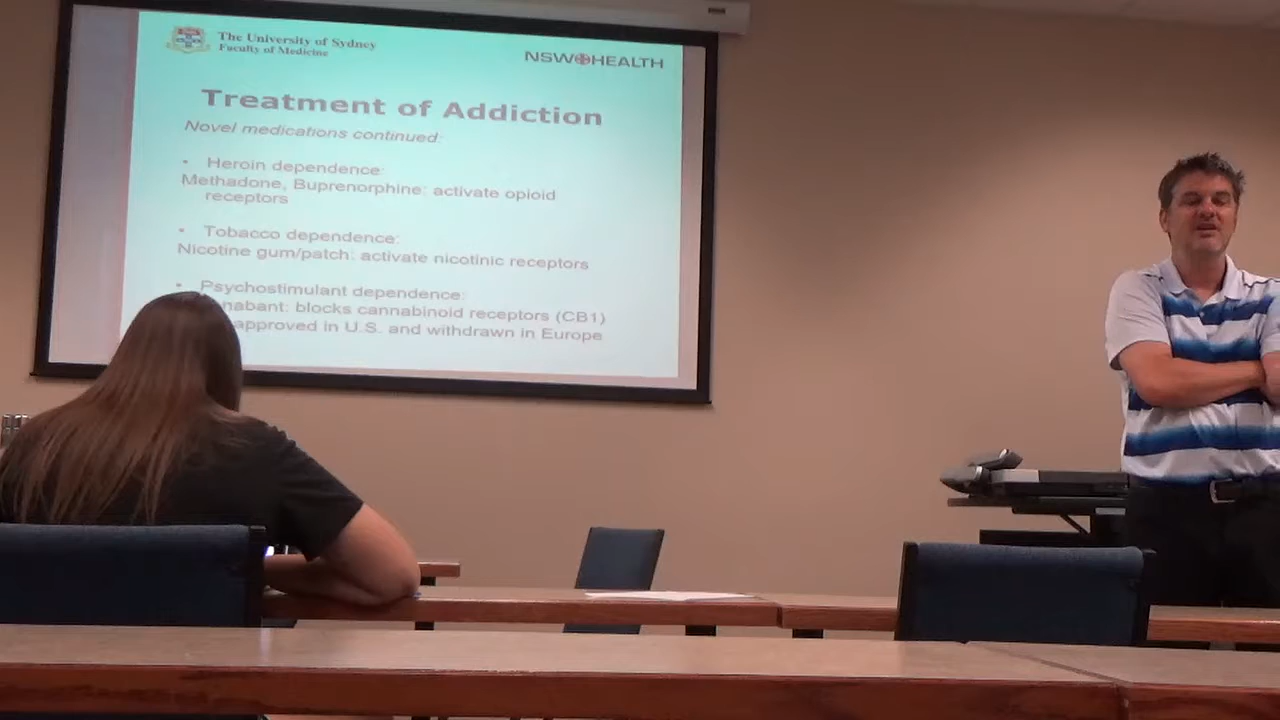 The University of Sydney
Faculty of Medicine
NSW HEALTH
Treatment of Addiction
Novel medications continued:
• Heroin dependence:
Methadone, Buprenorphine: activate opioid
receptors
• Tobacco dependence:
Nicotine gum/patch: activate nicotinic receptors
• Psychostimulant dependence:
blocks cannabinoid receptors (CB1)
approved in U.S. and withdrawn in Europe